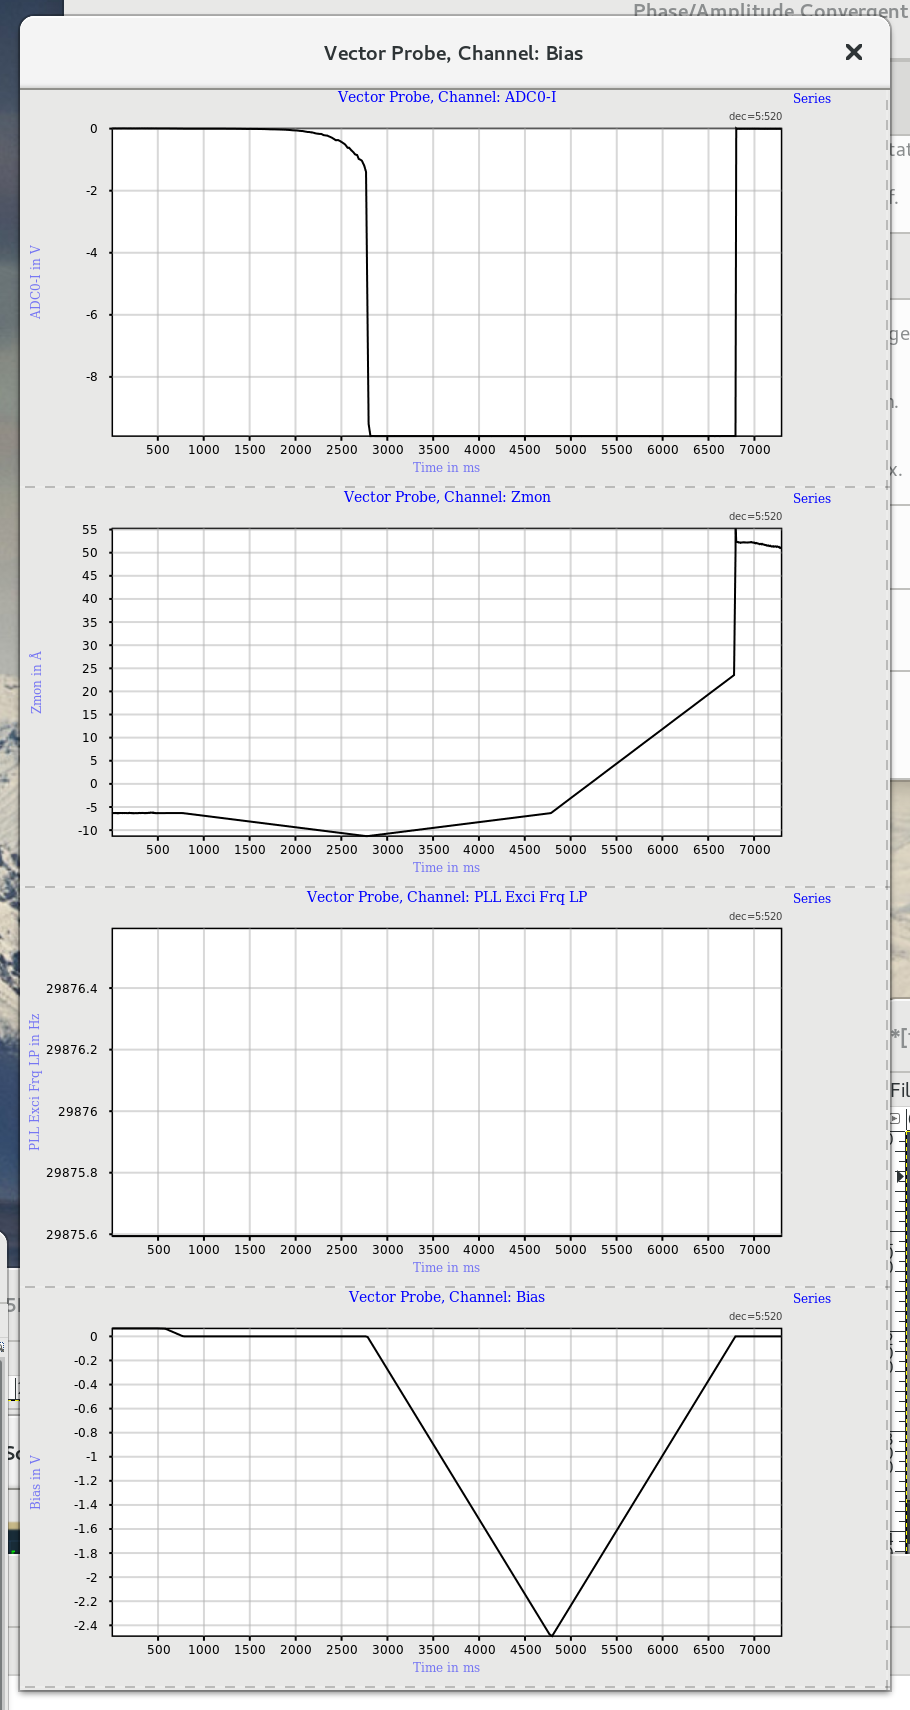 Phase/Amplitude Convergent
Vector Probe, Channel: Bias
Vector Probe, Channel: ADC0-I
Series
dec=5:520
0
-2
-4
-6
-8
ADC0-I in V
500 1000 1500 2000 2500 3000 3500 4000 4500 5000 5500 6000 6500 7000
Time in ms
Vector Probe, Channel: Zmon
Series
dec=5:520
55
50
45
40
35
30
25
20
15
10
5
0
-5
-10
Zmon in Å
500 1000 1500 2000 2500 3000 3500 4000 4500 5000 5500 6000 6500 7000
Time in ms
Vector Probe, Channel: PLL Exci Frq LP
Series
dec=5:520
29876.4
29876.2
29876
29875.8
29875.6
PLL Exci Frq LP in Hz
500 1000 1500 2000 2500 3000 3500 4000 4500 5000 5500 6000 6500 7000
Time in ms
Vector Probe, Channel: Bias
Series
dec=5:520
0
-0.2
-0.4
-0.6
-0.8
-1
-1.2
-1.4
-1.6
-1.8
-2
-2.2
-2.4
Bias in V
500 1000 1500 2000 2500 3000 3500 4000 4500 5000 5500 6000 6500 7000
Time in ms